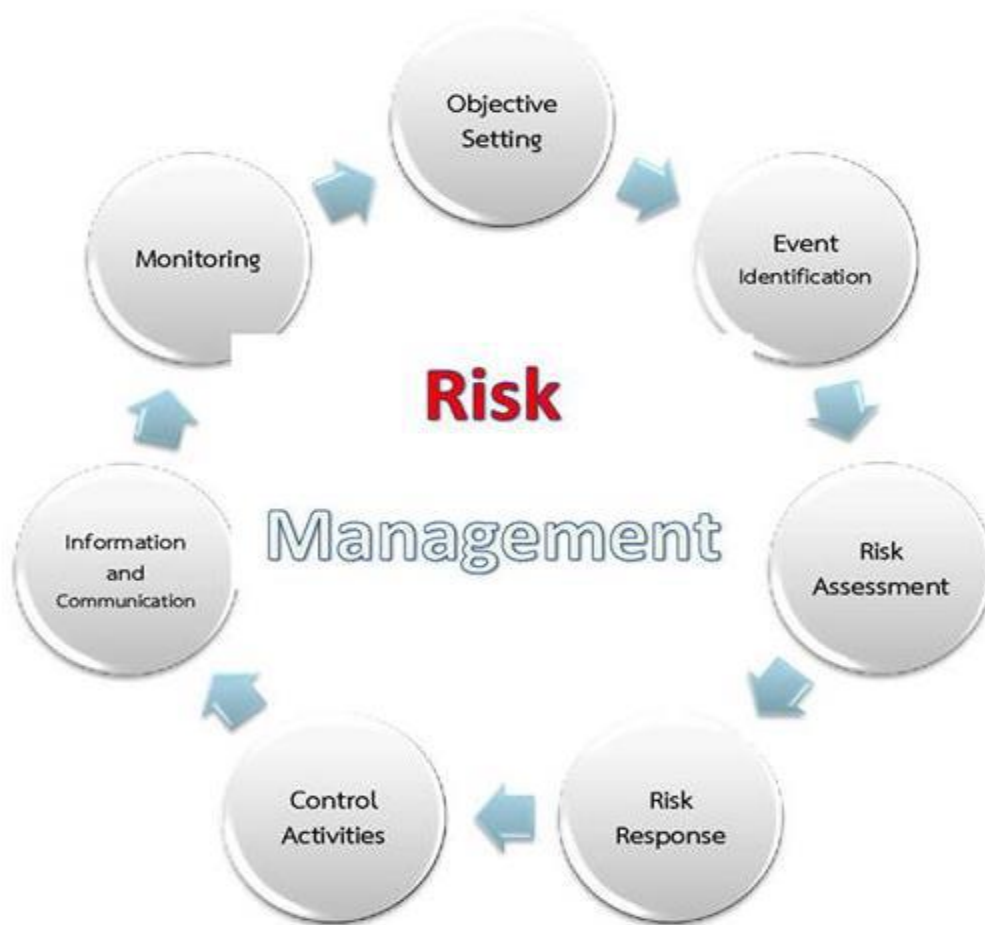 Objective
Setting
Event
Identification
Risk
Assessment
Risk
Response
Control
Activities
Information
and
Communication
Monitoring
Risk
Management